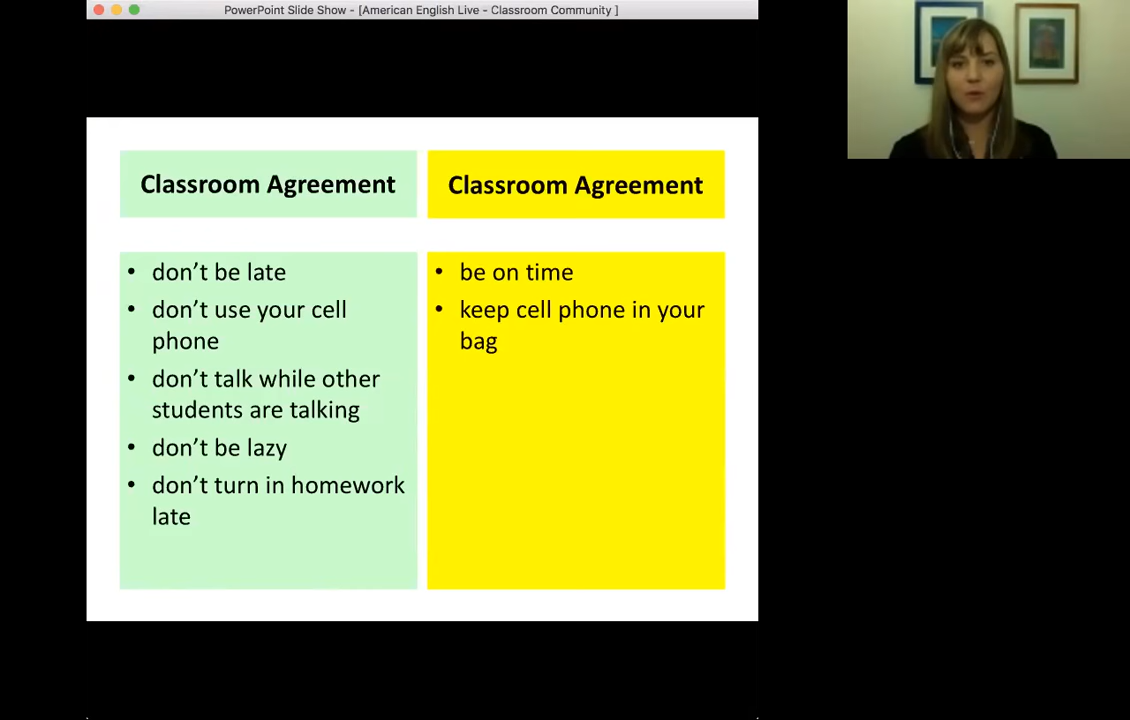 PowerPoint Slide Show - [American English Live - Classroom Community ]
Classroom Agreement
• don’t be late
• don’t use your cell
phone
• don’t talk while other
students are talking
• don’t be lazy
• don’t turn in homework
late
Classroom Agreement
• be on time
• keep cell phone in your
bag